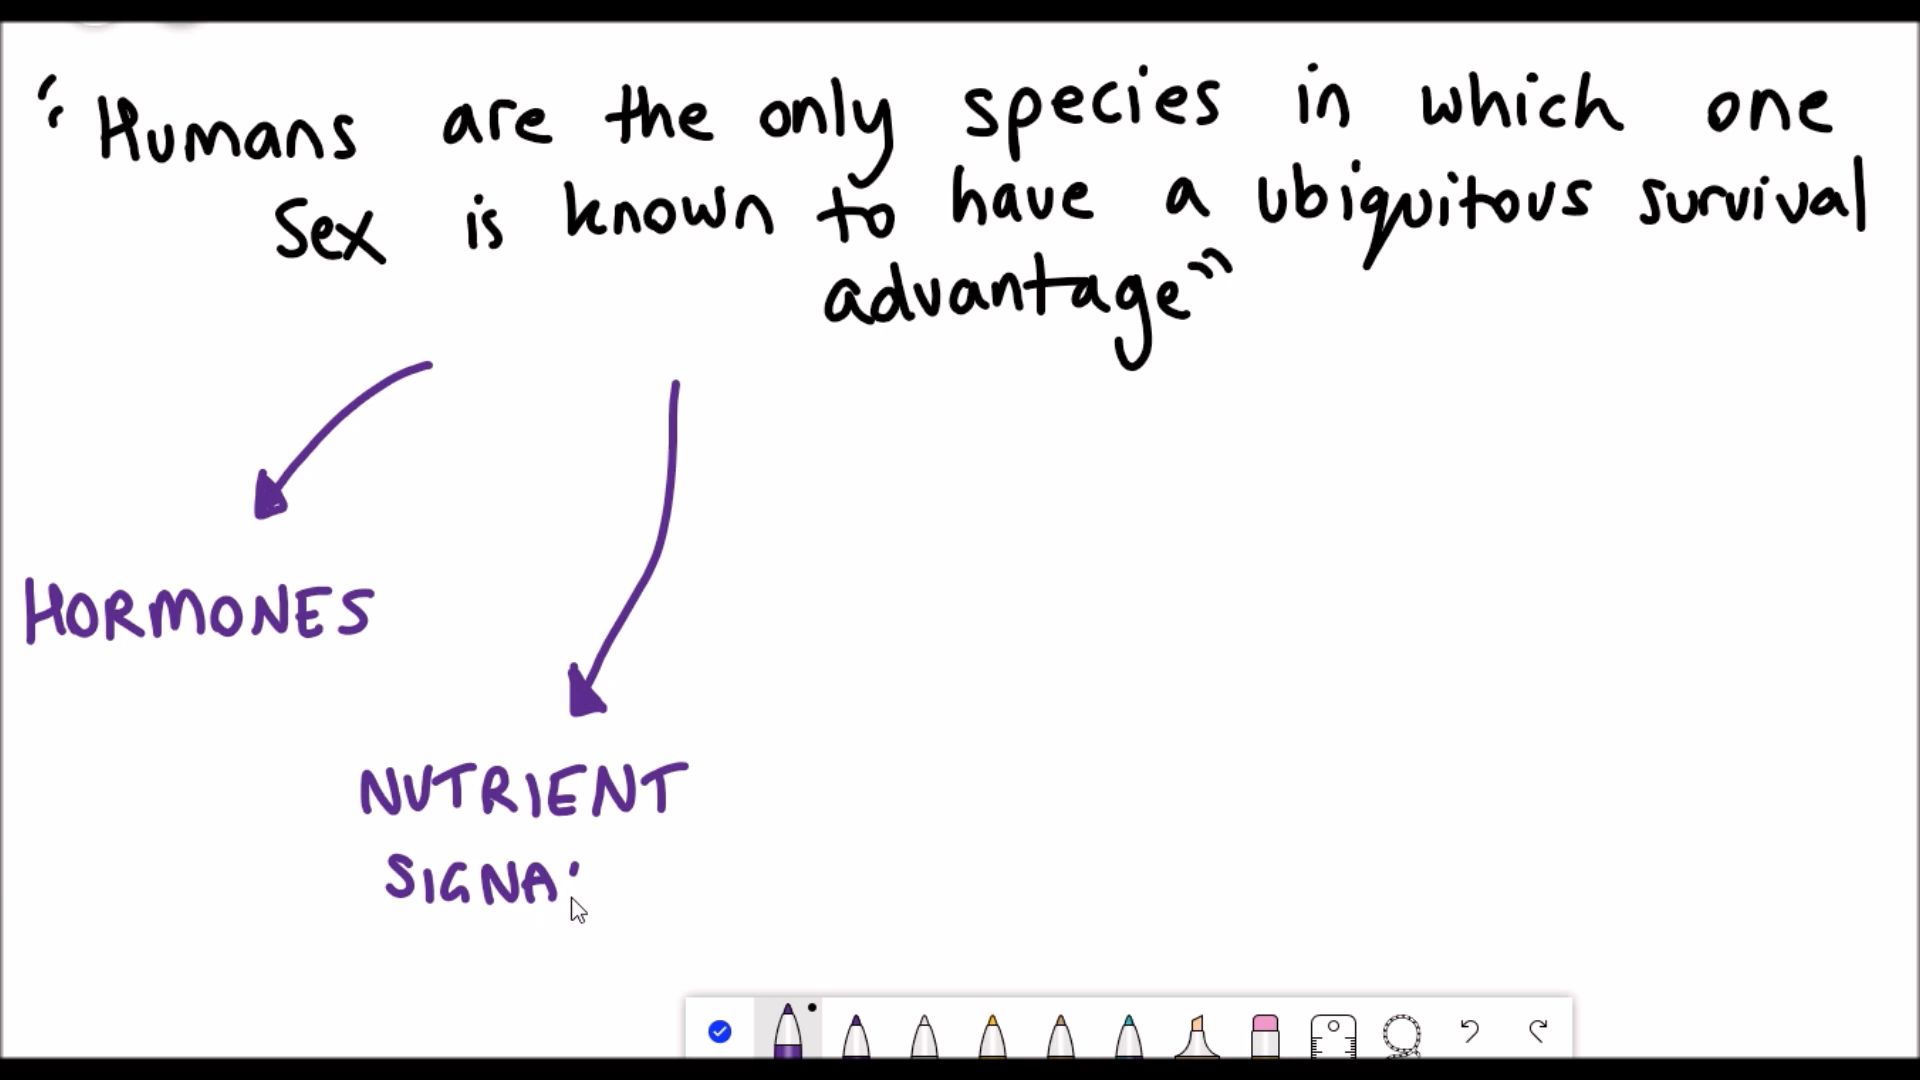 "Humans are the only species in which one
sex is known to have a ubiquitous survival
advantage"
HORMONES
NUTRIENT
SIGNA